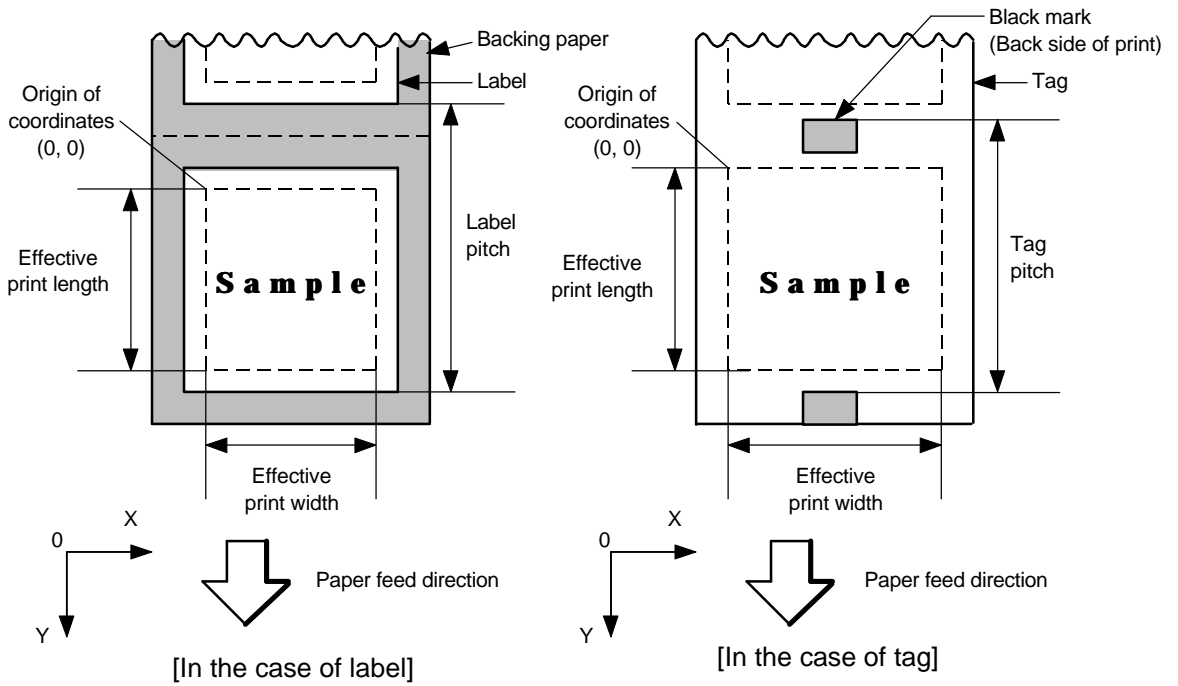 Backing paper
Label
Origin of
coordinates
(0, 0)
Label
pitch
Effective
print length
Sample
Effective
print width
0
X
Y
Paper feed direction
[In the case of label]
Black mark
(Back side of print)
Tag
Origin of
coordinates
(0, 0)
Tag
pitch
Effective
print length
Sample
Effective
print width
0
X
Y
Paper feed direction
[In the case of tag]